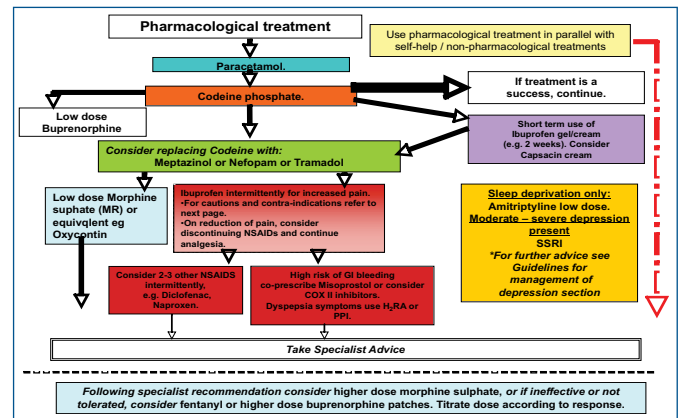 Pharmacological treatment
Use pharmacological treatment in parallel with
self-help / non-pharmacological treatments
Paracetamol.
Codeine phosphate.
If treatment is a
success, continue.
Low dose
Buprenorphine
Short term use of
Ibuprofen gel/cream
(e.g. 2 weeks). Consider
Capsacin cream
Consider replacing Codeine with:
Meptazinol or Nefopam or Tramadol
Low dose Morphine
suphate (MR) or
equivqlent eg
Oxycontin
Ibuprofen intermittently for increased pain.
•For cautions and contra-indications refer to
next page.
•On reduction of pain, consider
discontinuing NSAIDs and continue
analgesia.
Sleep deprivation only:
Amitriptyline low dose.
Moderate – severe depression
present
SSRI
*For further advice see
Guidelines for
management of
depression section
Consider 2-3 other NSAIDS
intermittently,
e.g. Diclofenac,
Naproxen.
High risk of GI bleeding
co-prescribe Misoprostol or consider
COX II inhibitors.
Dyspepsia symptoms use H₂RA or
PPI.
Take Specialist Advice
Following specialist recommendation consider higher dose morphine sulphate, or if ineffective or not
tolerated, consider fentanyl or higher dose buprenorphine patches. Titrate dose according to response.